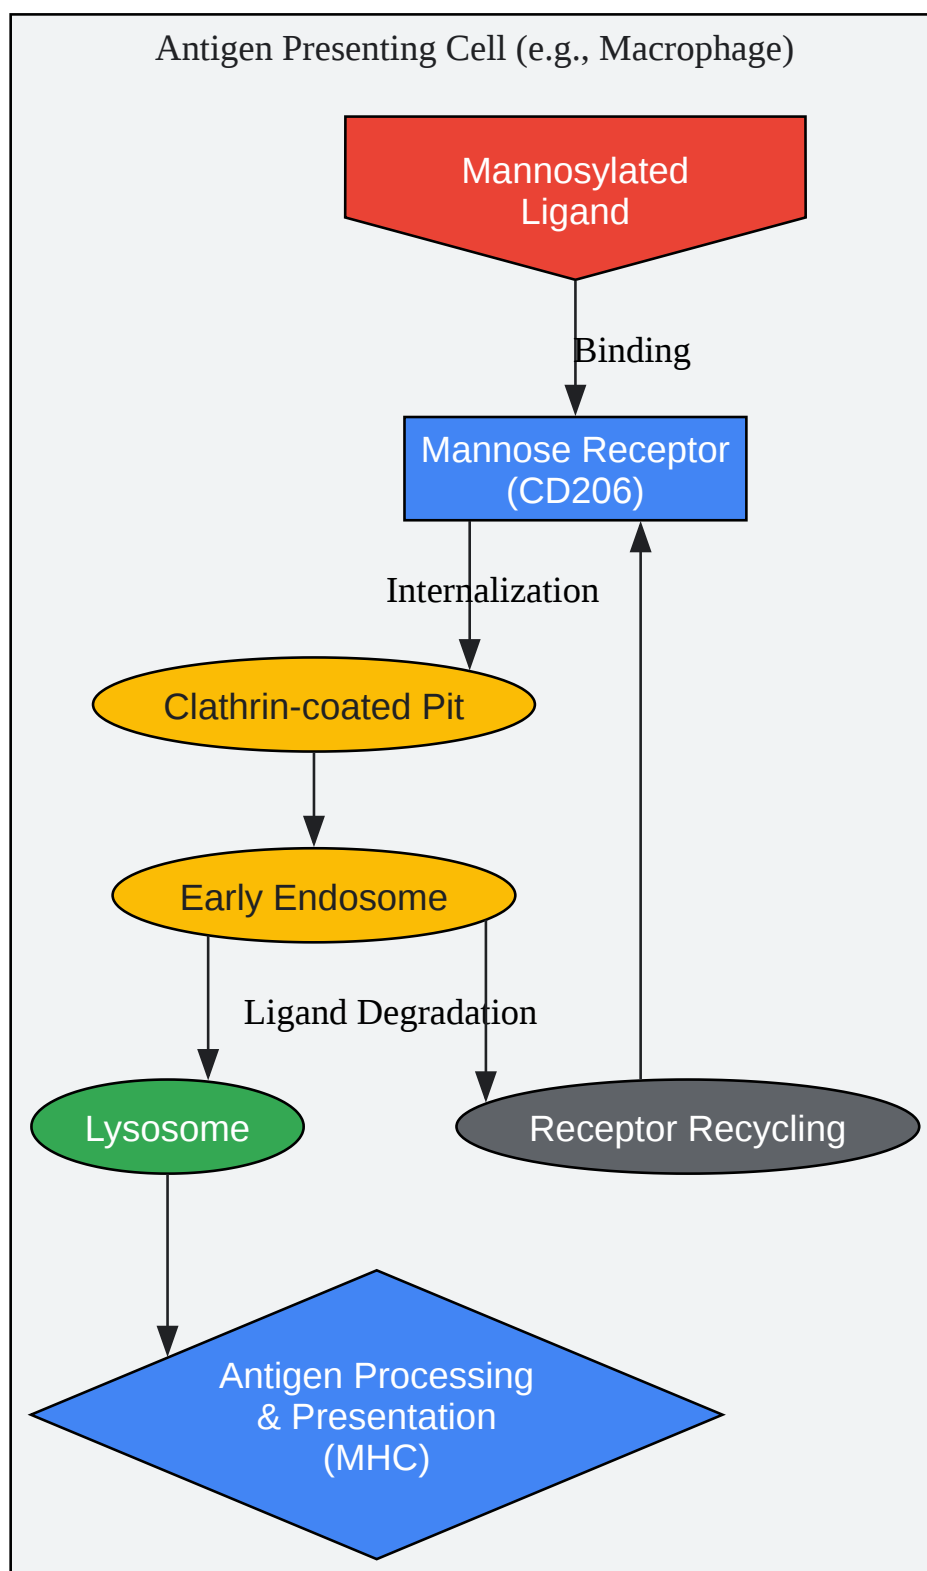 Antigen Presenting Cell (e.g., Macrophage)
Mannosylated
Ligand
Binding
Mannose Receptor
(CD206)
Internalization
Clathrin-coated Pit
Early Endosome
Ligand Degradation
Lysosome
Receptor Recycling
Antigen Processing
& Presentation
(MHC)